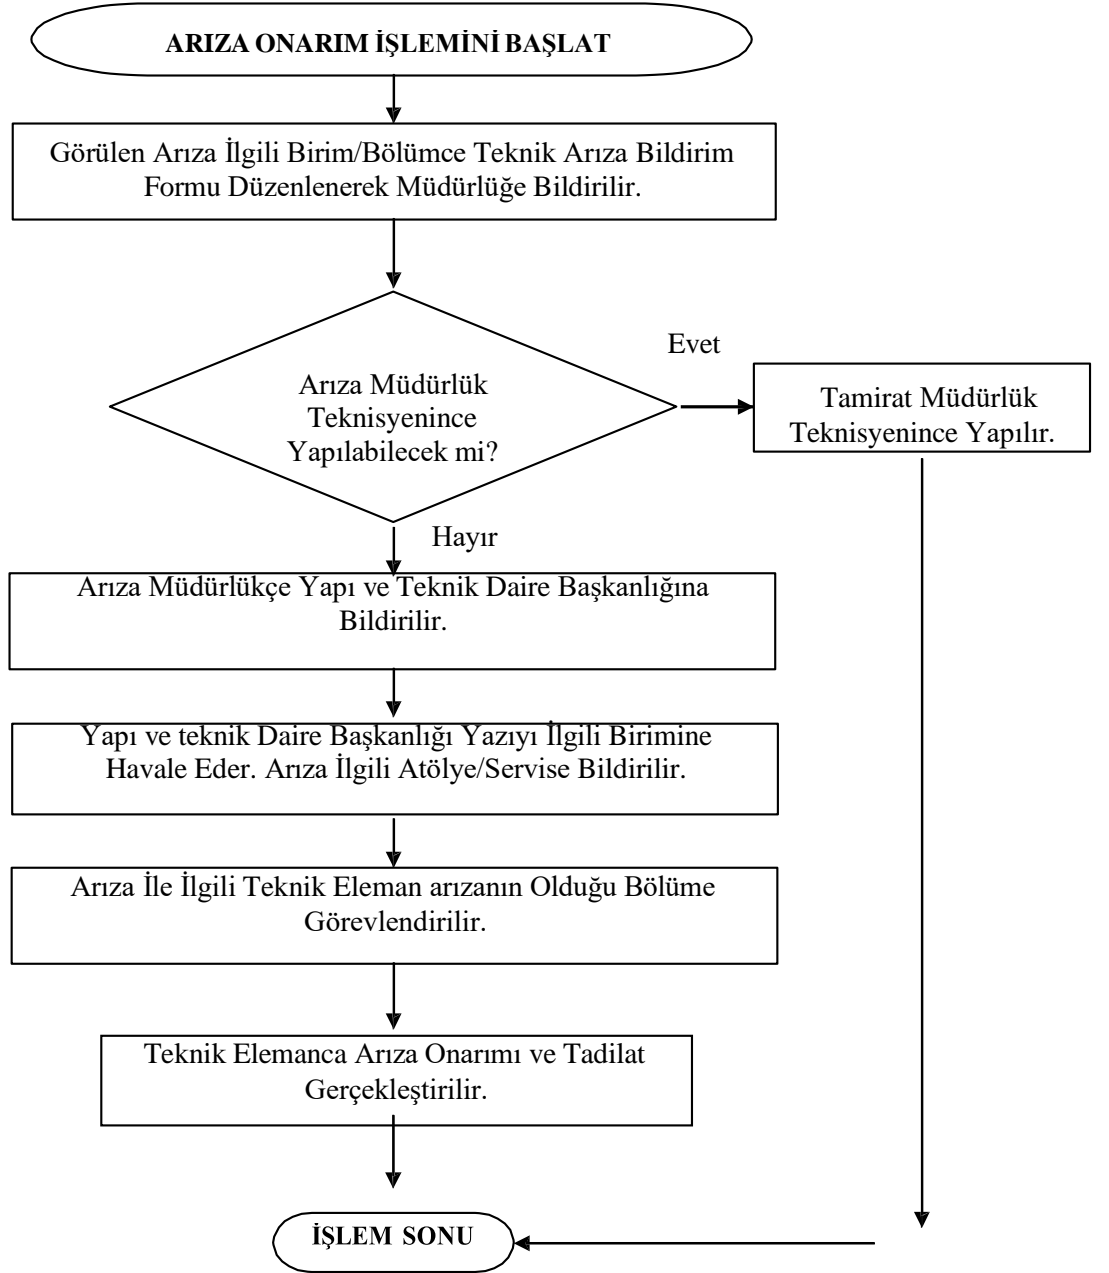 ARIZA ONARIM İŞLEMİNİ BAŞLAT
Görülen Arıza İlgili Birim/Bölümce Teknik Arıza Bildirim
Formu Düzenlenerek Müdürlüğe Bildirilir.
Evet
Arıza Müdürlük
Teknisyenince
Yapılabilecek mi?
Tamirat Müdürlük
Teknisyenince Yapılır.
Hayır
Arıza Müdürlükçe Yapı ve Teknik Daire Başkanlığına
Bildirilir.
Yapı ve teknik Daire Başkanlığı Yazıyı İlgili Birimine
Havale Eder. Arıza İlgili Atölye/Servise Bildirilir.
Arıza İle İlgili Teknik Eleman arızanın Olduğu Bölüme
Görevlendirilir.
Teknik Elemanca Arıza Onarımı ve Tadilat
Gerçekleştirilir.
İŞLEM SONU